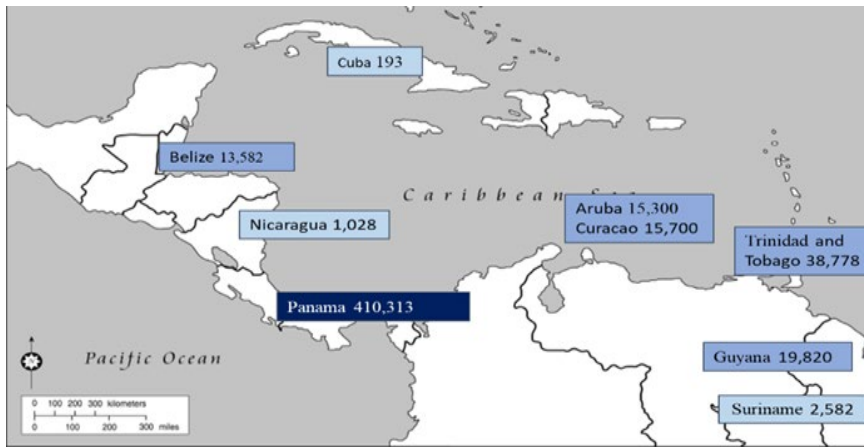 Cuba 193
Belize 13,582
Caribbean
Nicaragua 1,028
Aruba 15,300
Curacao 15,700
Trinidad and
Tobago 38,778
Panama 410,313
Pacific Ocean
N
Guyana 19,820
Suriname 2,582
0 100 200 300 kilometers
0 100 200 300 miles